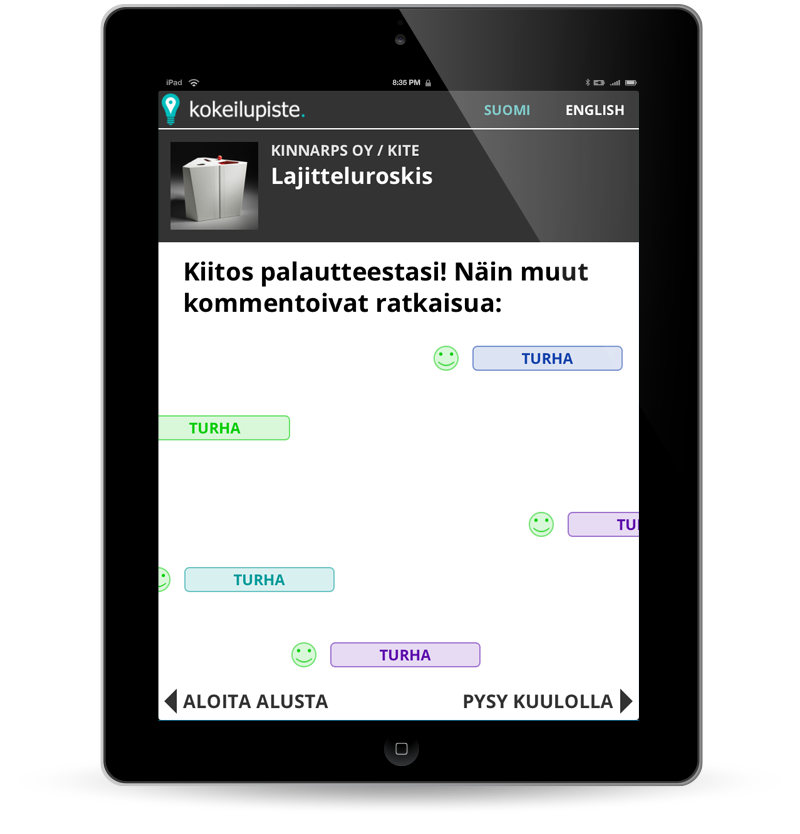 iPad
8:35 PM
kokeilupiste.
SUOMI
ENGLISH
KINNARPS OY / KITE
Lajitteluroskis
Kiitos palautteestasi! Näin muut
kommentoivat ratkaisua:
TURHA
TURHA
TU
TURHA
TURHA
ALOITA ALUSTA
PYSY KUULOLLA